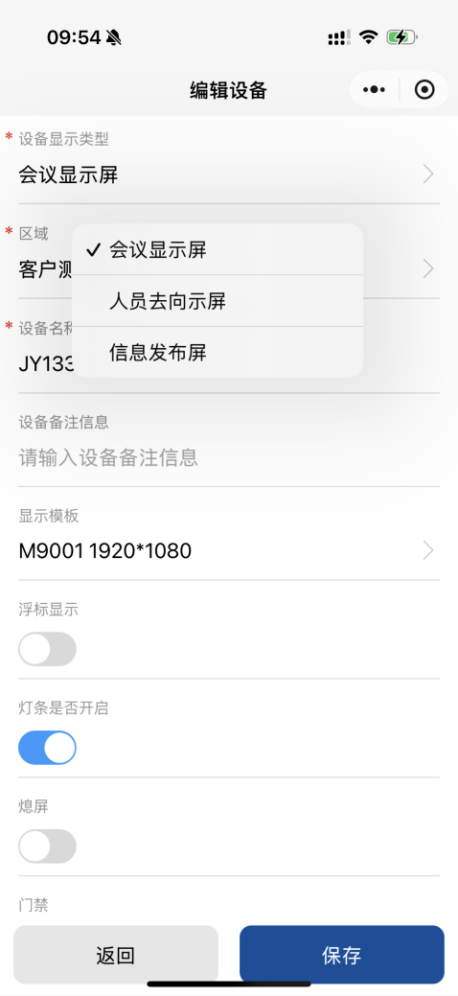 09:54
编辑设备
* 设备显示类型
会议显示屏
* 区域
客户测
✓ 会议显示屏
人员去向示屏
信息发布屏
* 设备名称
JY133
设备备注信息
请输入设备备注信息
显示模板
M9001 1920*1080
浮标显示
灯条是否开启
熄屏
门禁
返回
保存